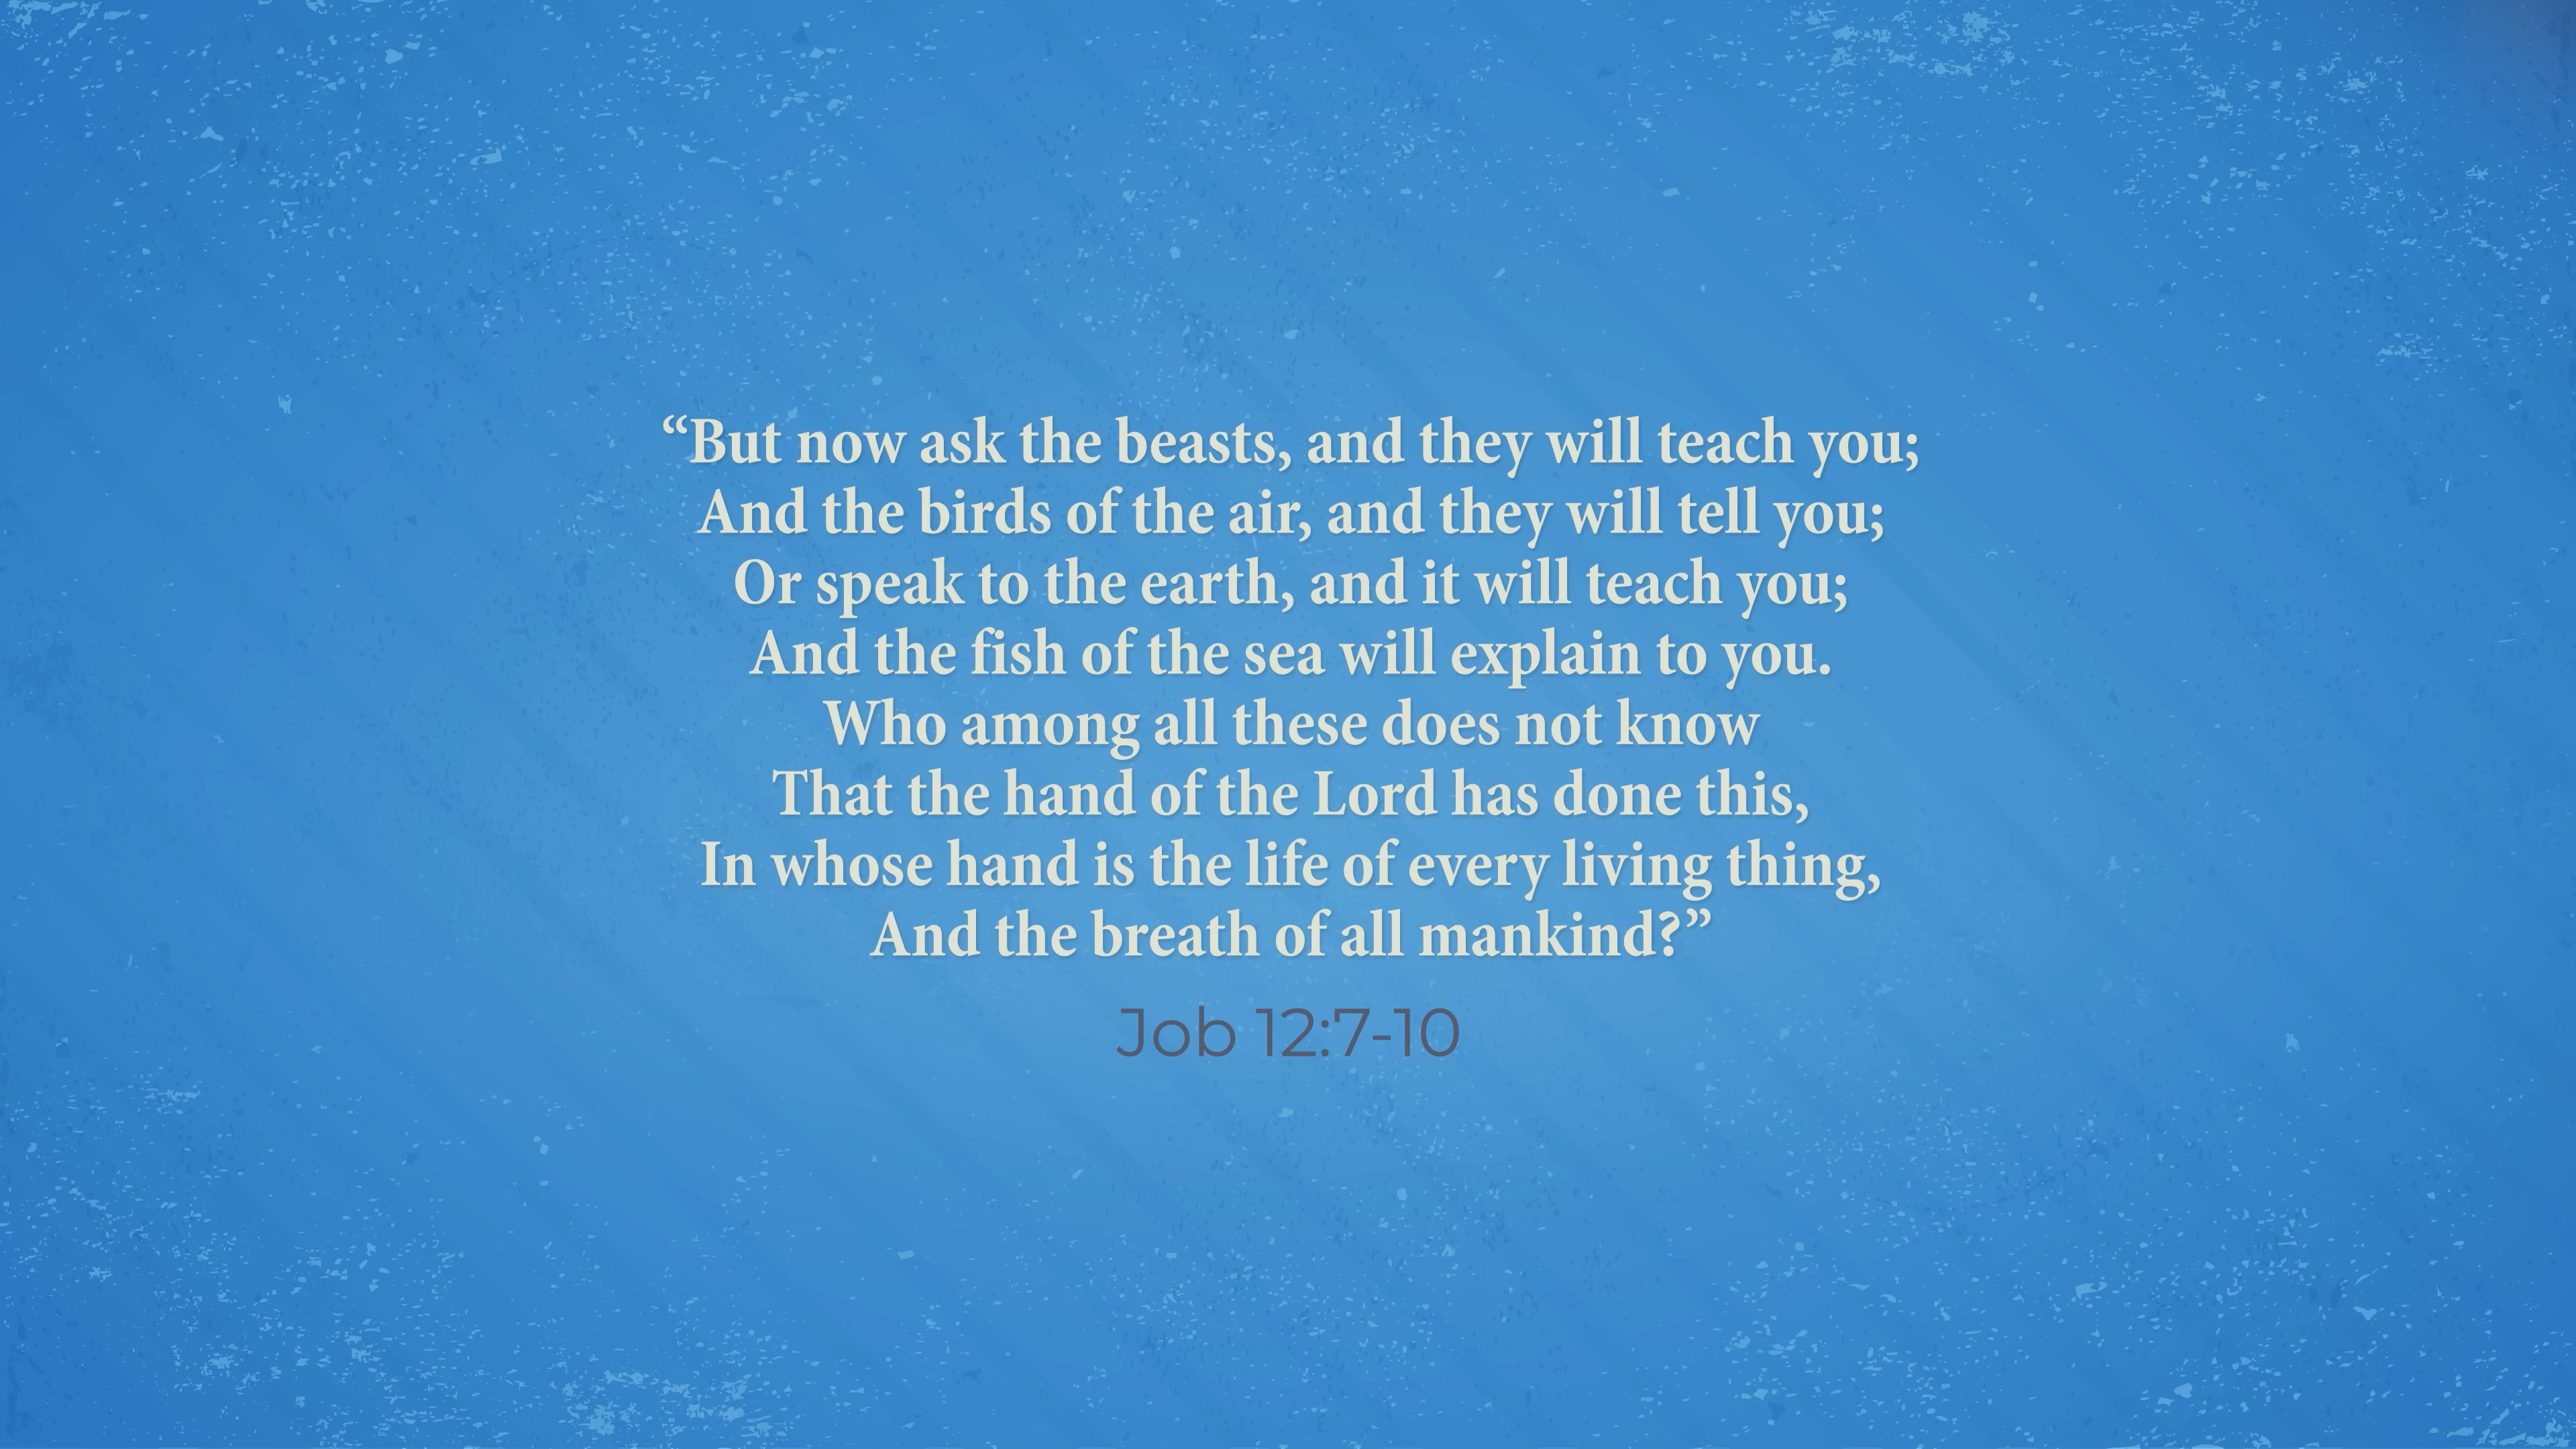 “But now ask the beasts, and they will teach you;
And the birds of the air, and they will tell you;
Or speak to the earth, and it will teach you;
And the fish of the sea will explain to you.
Who among all these does not know
That the hand of the Lord has done this,
In whose hand is the life of every living thing,
And the breath of all mankind?”
Job 12:7-10